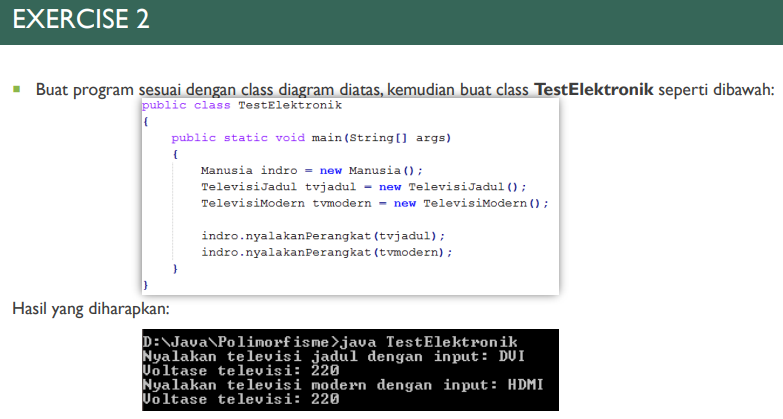 EXERCISE 2
Buat program sesuai dengan class diagram diatas, kemudian buat class TestElektronik seperti dibawah:
public class TestElektronik
{
public static void main(String[] args)
{
Manusia indro = new Manusia();
TelevisiJadul tvjadul = new TelevisiJadul();
TelevisiModern tvmodern = new TelevisiModern();
indro.nyalakanPerangkat(tvjadul);
indro.nyalakanPerangkat(tvmodern);
}
}
Hasil yang diharapkan:
D:\Java\Polimorfisme>java TestElektronik
Nyalakan televisi jadul dengan input: DVI
Voltase televisi: 220
Nyalakan televisi modern dengan input: HDMI
Voltase televisi: 220